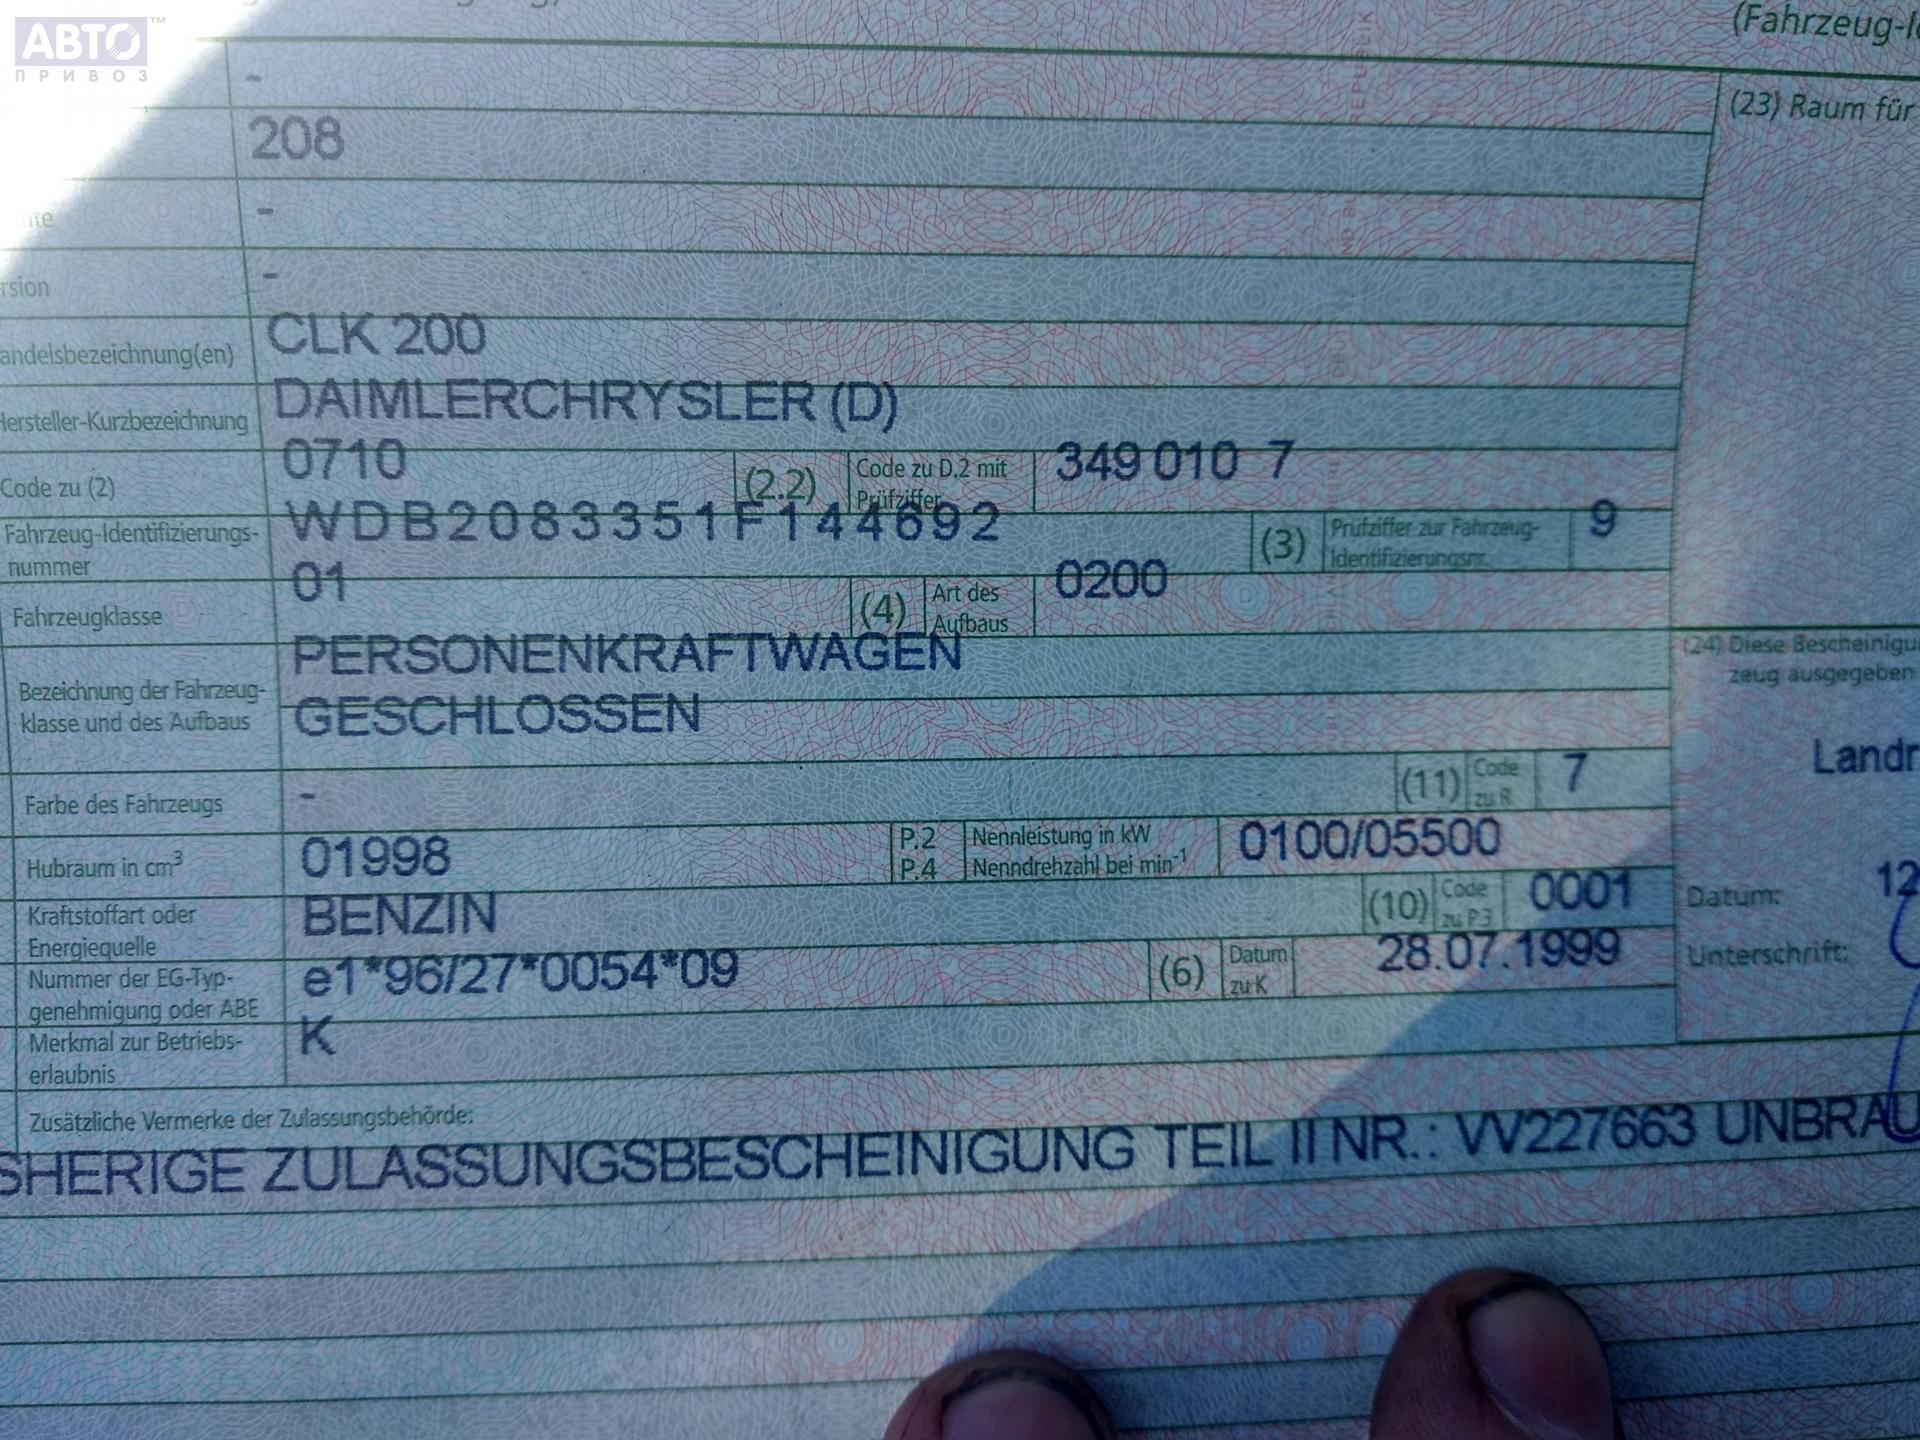 АВТО™
ПРИВОЗ
(Fahrzeug-
-
(23) Raum für
208
-
-
CLK 200
andelsbezeichnung(en)
DAIMLERCHRYSLER (D)
Hersteller-Kurzbezeichnung
0710
Code zu (2)
(2.2) Code zu D.2 mit Prüfziffer
349 010 7
WDB2083351F144692
Fahrzeug-Identifizierungs-
nummer
(3) Prüfziffer zur Fahrzeug-
Identifizierungsnr.
9
01
Fahrzeugklasse
(4) Art des
Aufbaus
0200
PERSONENKRAFTWAGEN
GESCHLOSSEN
Bezeichnung der Fahrzeug-
klasse und des Aufbaus
(24) Diese Bescheinigu
zeug ausgegeben
Landr
Farbe des Fahrzeugs
-
(11) Code
zu R
7
Hubraum in cm³
01998
P.2 Nennleistung in kW
P.4 Nenndrehzahl bei min-1
0100/05500
Kraftstoffart oder
Energiequelle
BENZIN
(10) Code
zu P.3
0001
Datum: 12
Nummer der EG-Typ-
genehmigung oder ABE
e1*96/27*0054*09
(6) Datum
zu K
28.07.1999
Unterschrift:
Merkmal zur Betriebs-
erlaubnis
K
Zusätzliche Vermerke der Zulassungsbehörde:
SHERIGE ZULASSUNGSBESCHEINIGUNG TEIL II NR.: VV227663 UNBRAU